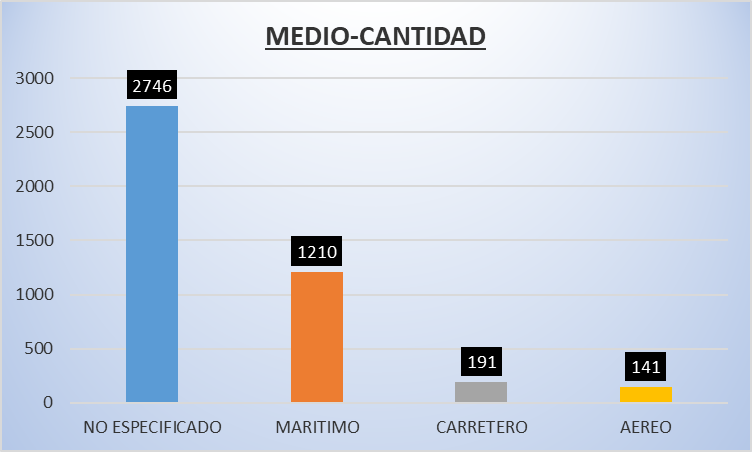 MEDIO-CANTIDAD
3000
2500
2000
1500
1000
500
0
2746
1210
191
141
NO ESPECIFICADO
MARITIMO
CARRETERO
AEREO